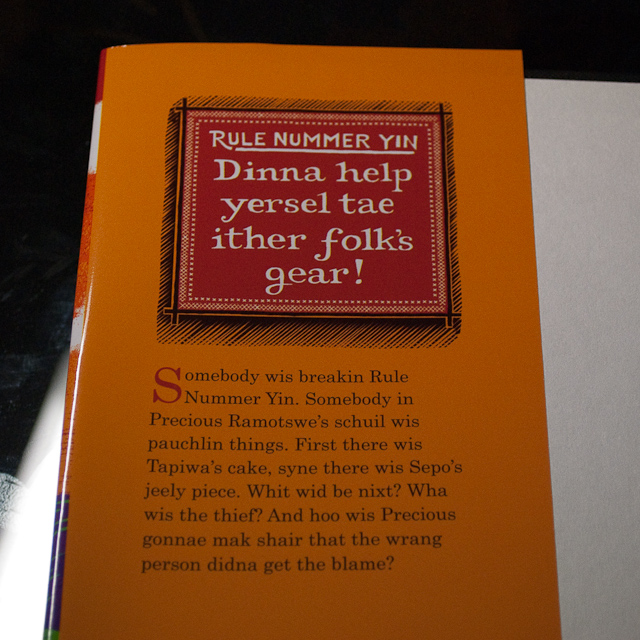 RULE NUMMER YIN
Dinna help
yersel tae
ither folk's
gear!
Somebody wis breakin Rule
Nummer Yin. Somebody in
Precious Ramotswe's schuil wis
pauchlin things. First there wis
Tapiwa's cake, syne there wis Sepo's
jeely piece. Whit wid be nixt? Wha
wis the thief? And hoo wis Precious
gonnae mak shair that the wrang
person didna get the blame?